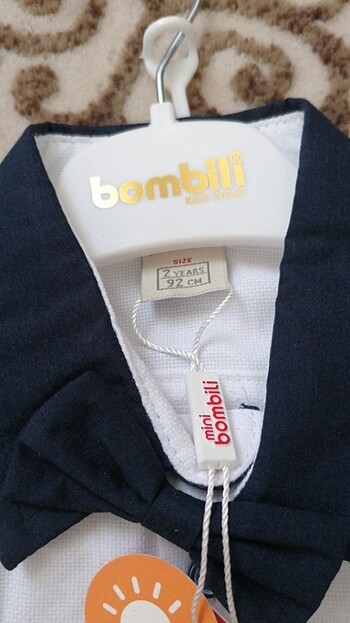 bombili
KIDS WEAR
SIZE
2 YEARS
92 CM
mini
bombili